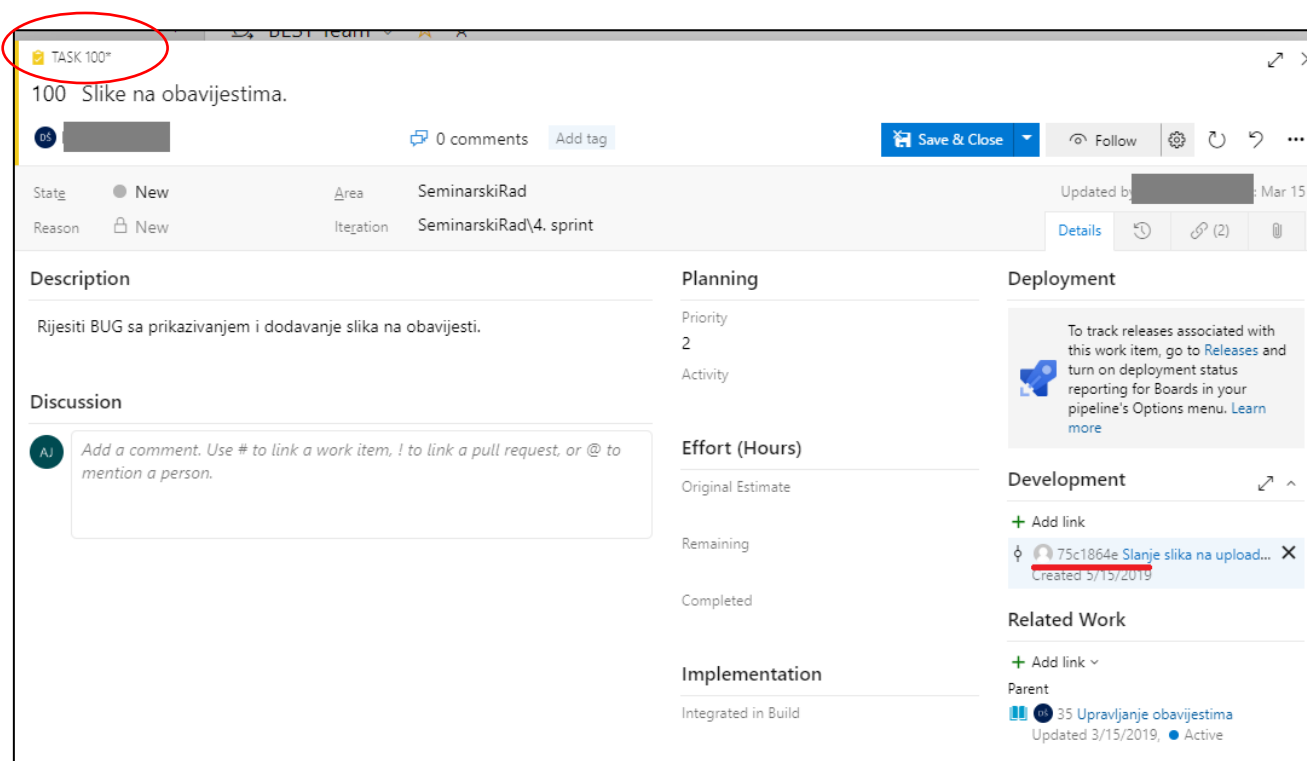 BEST Team
TASK 100*
100 Slike na obavijestima.
DŠ
0 comments Add tag
Save & Close
Follow
State New
Area SeminarskiRad
Updated by : Mar 15
Reason New
Iteration SeminarskiRad\4. sprint
Details (2)
Description
Rijesiti BUG sa prikazivanjem i dodavanje slika na obavijesti.
Discussion
AJ
Add a comment. Use # to link a work item, ! to link a pull request, or @ to
mention a person.
Planning
Priority
2
Activity
Effort (Hours)
Original Estimate
Remaining
Completed
Implementation
Integrated in Build
Deployment
To track releases associated with
this work item, go to Releases and
turn on deployment status
reporting for Boards in your
pipeline's Options menu. Learn
more
Development
+ Add link
75c1864e Slanje slika na upload...
Created 5/15/2019
Related Work
+ Add link
Parent
DŠ 35 Upravljanje obavijestima
Updated 3/15/2019, Active